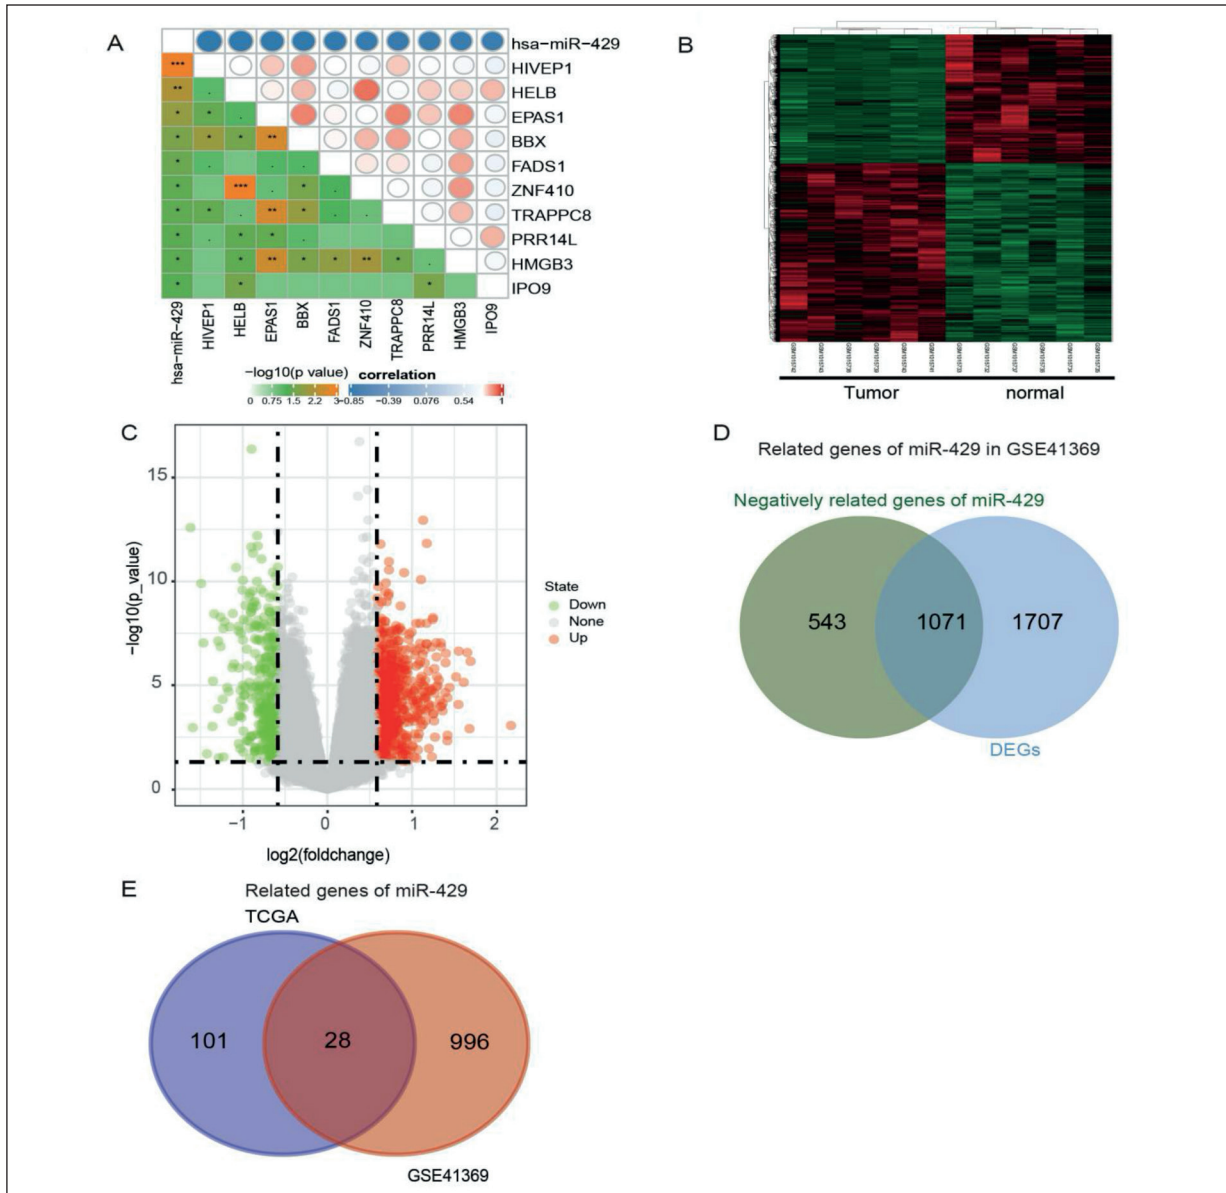 A
hsa-miR-429
HIVEP1
HELB
EPAS1
BBX
FADS1
ZNF410
TRAPPC8
PRR14L
HMGB3
IPO9
***
**
*
* * .
* * * **
* . . .
* *** . * .
* * . ** * . .
* . * * .
* * ** * * ** * .
* * *
hsa-miR-429 HIVEP1 HELB EPAS1 BBX FADS1 ZNF410 TRAPPC8 PRR14L HMGB3 IPO9
-log10(p value) correlation
0 0.75 1.5 2.2 3 -0.85 -0.39 0.076 0.54 1
B
Tumor normal
C
-log10(p_value)
15
10
5
0
-1 0 1 2
log2(foldchange)
State
Down
None
Up
D
Related genes of miR-429 in GSE41369
Negatively related genes of miR-429
543 1071 1707
DEGs
E
Related genes of miR-429
TCGA
101 28 996
GSE41369